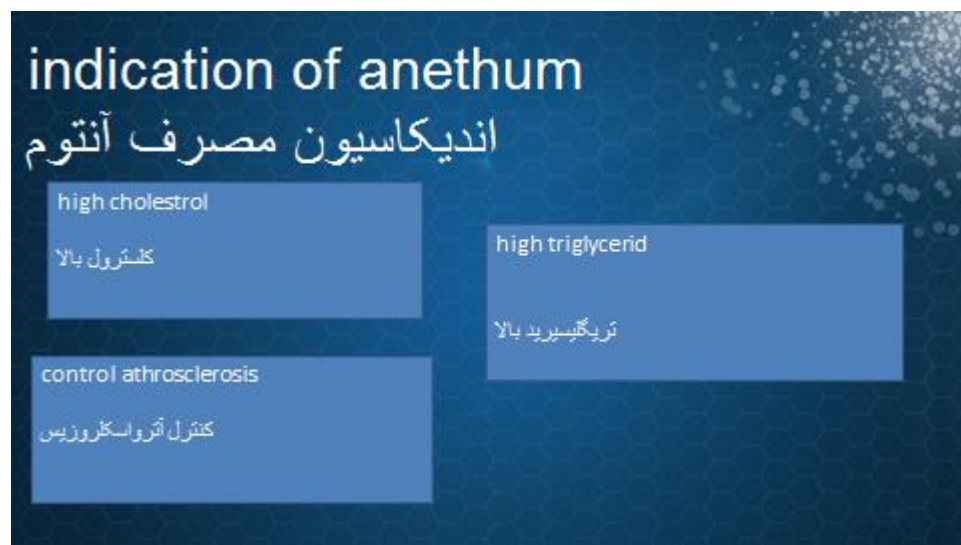 indication of anethum
اندیکاسیون مصرف آنتوم
high cholestrol
کلسترول بالا
high triglycerid
تریگلیسیرید بالا
control athrosclerosis
کنترل آترواسکلروزیس